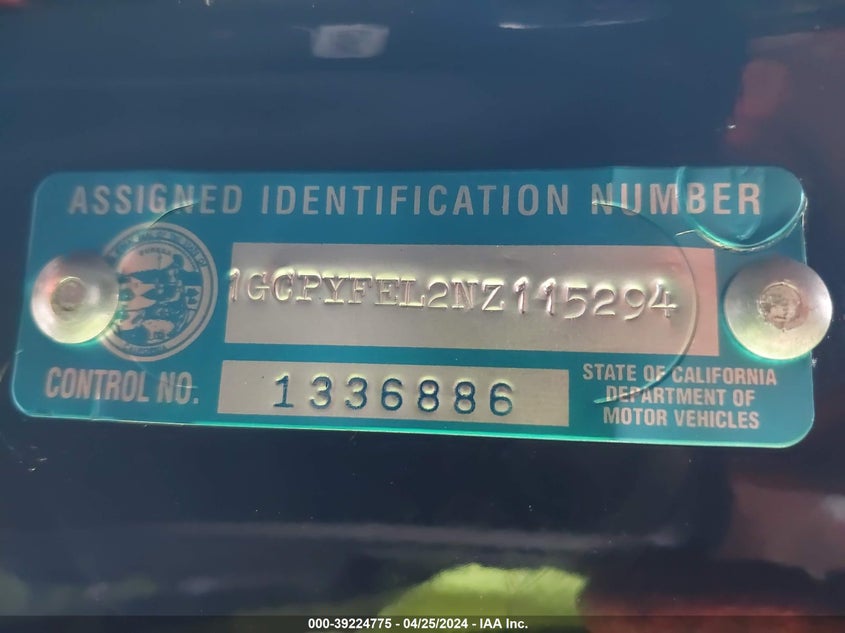 ASSIGNED IDENTIFICATION NUMBER
1GCPYFEL2NZ115294
CONTROL NO. 1336886
STATE OF CALIFORNIA
DEPARTMENT OF
MOTOR VEHICLES
000-39224775 - 04/25/2024 - IAA Inc.